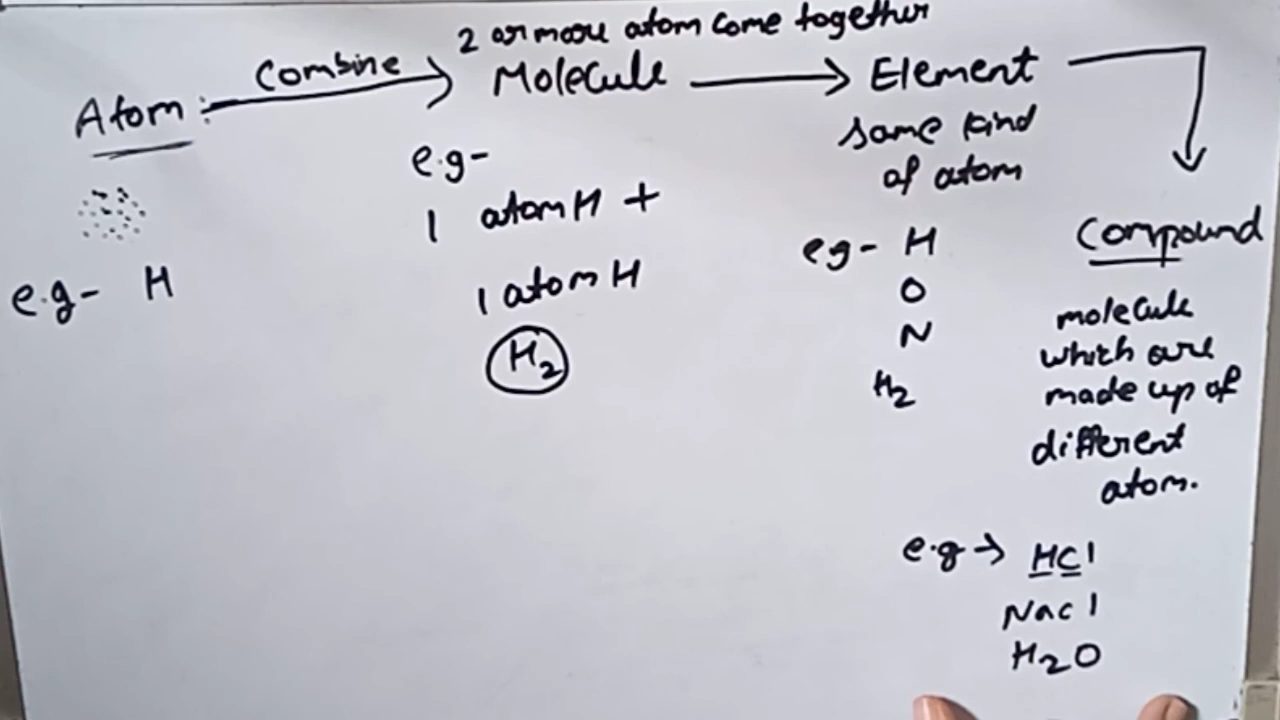 2 or more atom come together
Atom: combine Molecule Element
same kind
of atom
e.g-
1 atom H +
1 atom H
H2
e.g- H
eg- H
O
N
H2
Compound
molecule
which are
made up of
different
atom.
e.g → HCl
Nacl
H2O